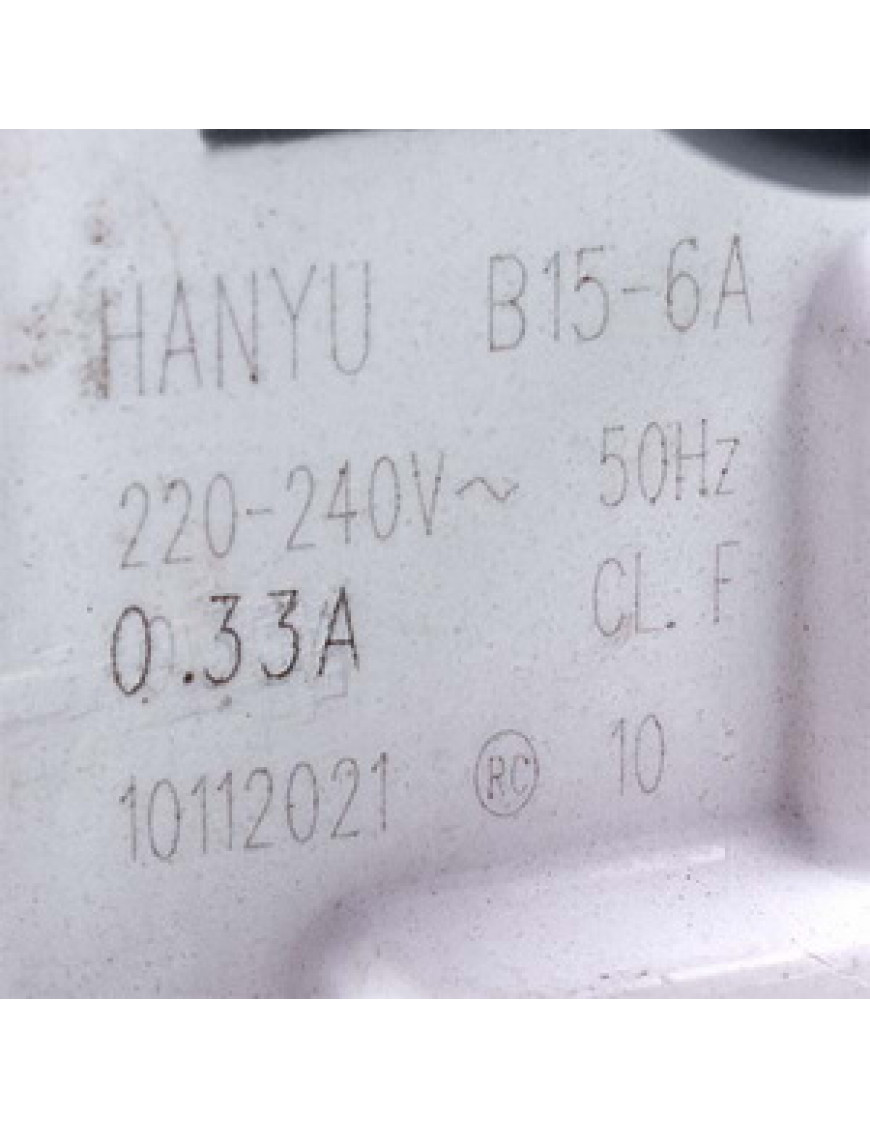 HANYU B15-6A
220-240V~ 50Hz
0.33A CL. F
10112021 RC 10